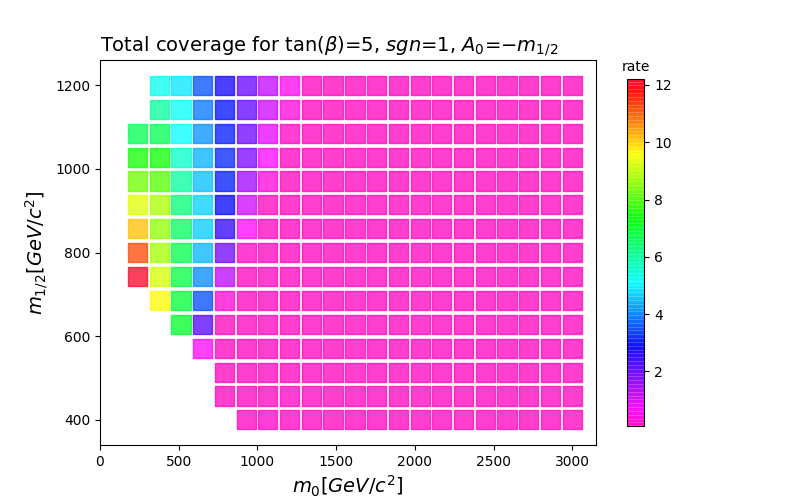 Total coverage for tan(β)=5, sgn=1, A₀=−m₁/₂
rate
12
10
8
6
4
2
1200
1000
800
600
400
m₁/₂[GeV/c²]
0 500 1000 1500 2000 2500 3000
m₀[GeV/c²]